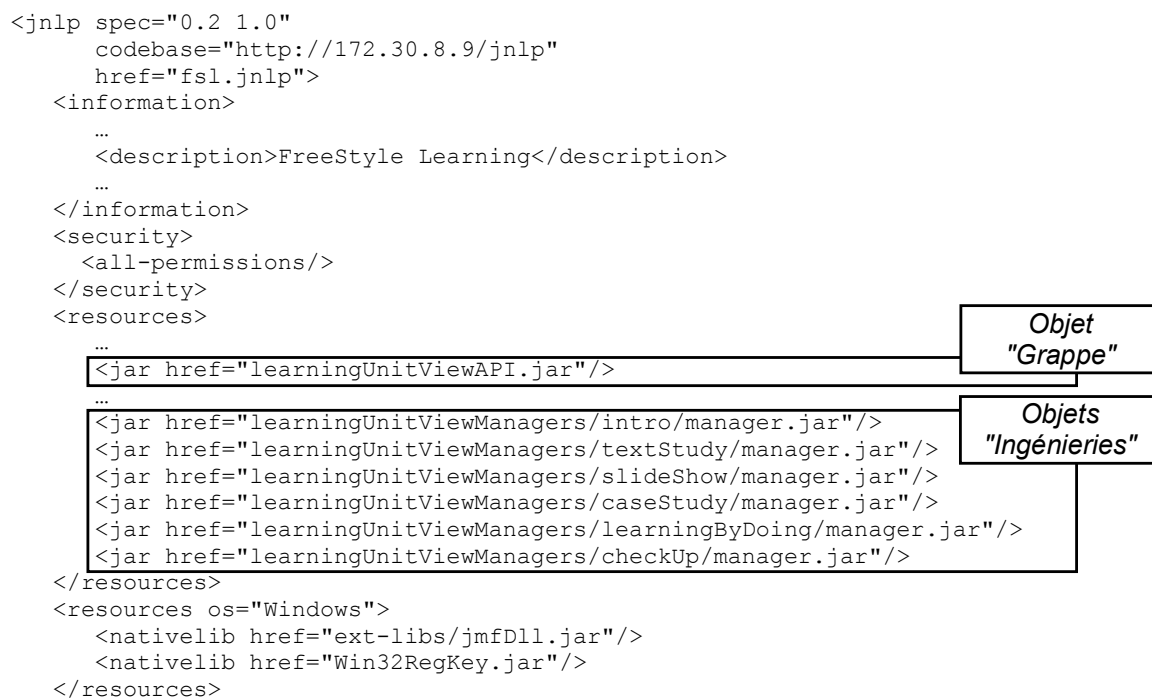 <jnlp spec="0.2 1.0"
codebase="http://172.30.8.9/jnlp"
href="fsl.jnlp">
<information>
…
<description>FreeStyle Learning</description>
…
</information>
<security>
<all-permissions/>
</security>
<resources>
…
Objet
"Grappe"
<jar href="learningUnitViewAPI.jar"/>
…
Objets
"Ingénieries"
<jar href="learningUnitViewManagers/intro/manager.jar"/>
<jar href="learningUnitViewManagers/textStudy/manager.jar"/>
<jar href="learningUnitViewManagers/slideShow/manager.jar"/>
<jar href="learningUnitViewManagers/caseStudy/manager.jar"/>
<jar href="learningUnitViewManagers/learningByDoing/manager.jar"/>
<jar href="learningUnitViewManagers/checkUp/manager.jar"/>
</resources>
<resources os="Windows">
<nativelib href="ext-libs/jmfDll.jar"/>
<nativelib href="Win32RegKey.jar"/>
</resources>